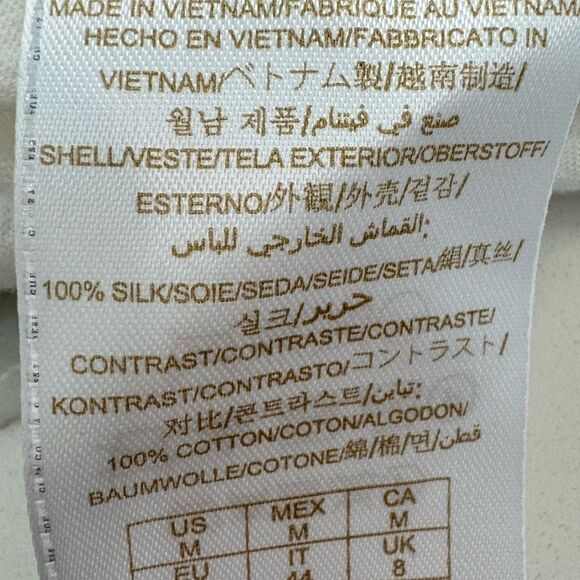 MADE IN VIETNAM/FABRIQUE AU VIETNAM
HECHO EN VIETNAM/FABBRICATO IN
VIETNAM/ベトナム製/越南制造/
월남 제품/صنع في فيتنام/
SHELL/VESTE/TELA EXTERIOR/OBERSTOFF/
ESTERNO/外観/外壳/겉감/
القماش الخارجي للباس:
100% SILK/SOIE/SEDA/SEIDE/SETA/絹/真丝/
실크/حرير
CONTRAST/CONTRASTE/CONTRASTE/
KONTRAST/CONTRASTO/コントラスト/
对比/콘트라스트/تباين:
100% COTTON/COTON/ALGODON/
BAUMWOLLE/COTONE/綿/棉/면/قطن
US MEX CA
M M M
EU IT UK
44 8